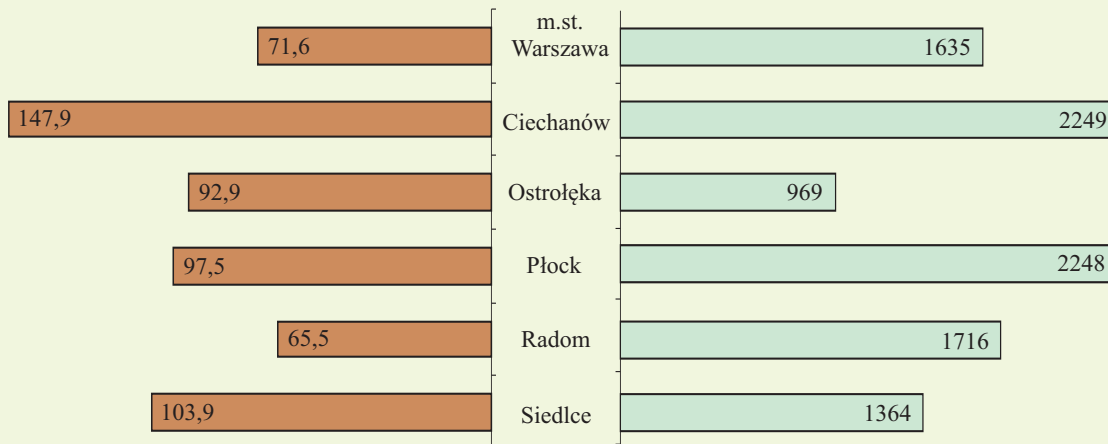 m.st.
71,6 Warszawa 1635
147,9 Ciechanów 2249
92,9 Ostrołęka 969
97,5 Płock 2248
65,5 Radom 1716
103,9 Siedlce 1364